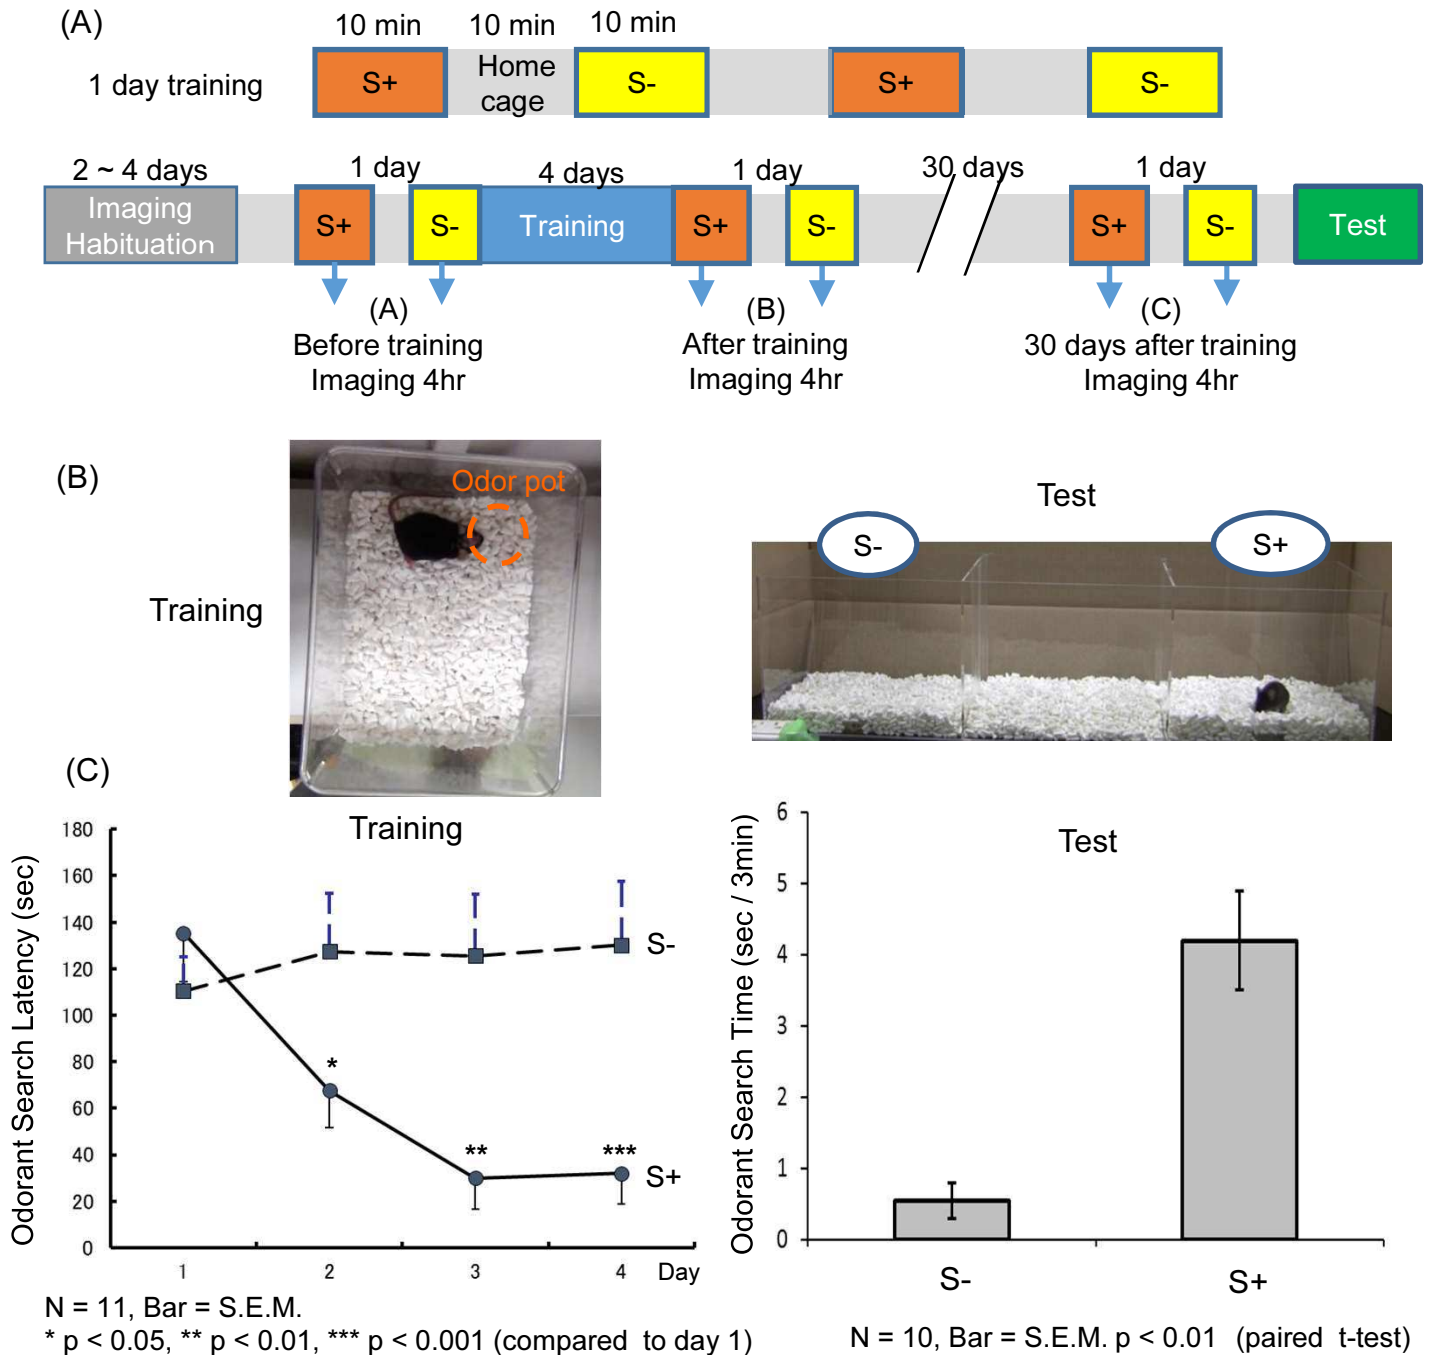 (A)
10 min 10 min 10 min
1 day training
S+ Home cage S- S+ S-
2 ~ 4 days 1 day 4 days 1 day 30 days 1 day
Imaging Habituation S+ S- Training S+ S- S+ S- Test
(A) (B) (C)
Before training After training 30 days after training
Imaging 4hr Imaging 4hr Imaging 4hr
(B)
Odor pot
Training
Test
S- S+
(C)
Training
Odorant Search Latency (sec)
180
160
140
120
100
80
60
40
20
0
S-
*
**
***
S+
1 2 3 4 Day
N = 11, Bar = S.E.M.
* p < 0.05, ** p < 0.01, *** p < 0.001 (compared to day 1)
Test
Odorant Search Time (sec / 3min)
6
5
4
3
2
1
0
S- S+
N = 10, Bar = S.E.M. p < 0.01 (paired t-test)